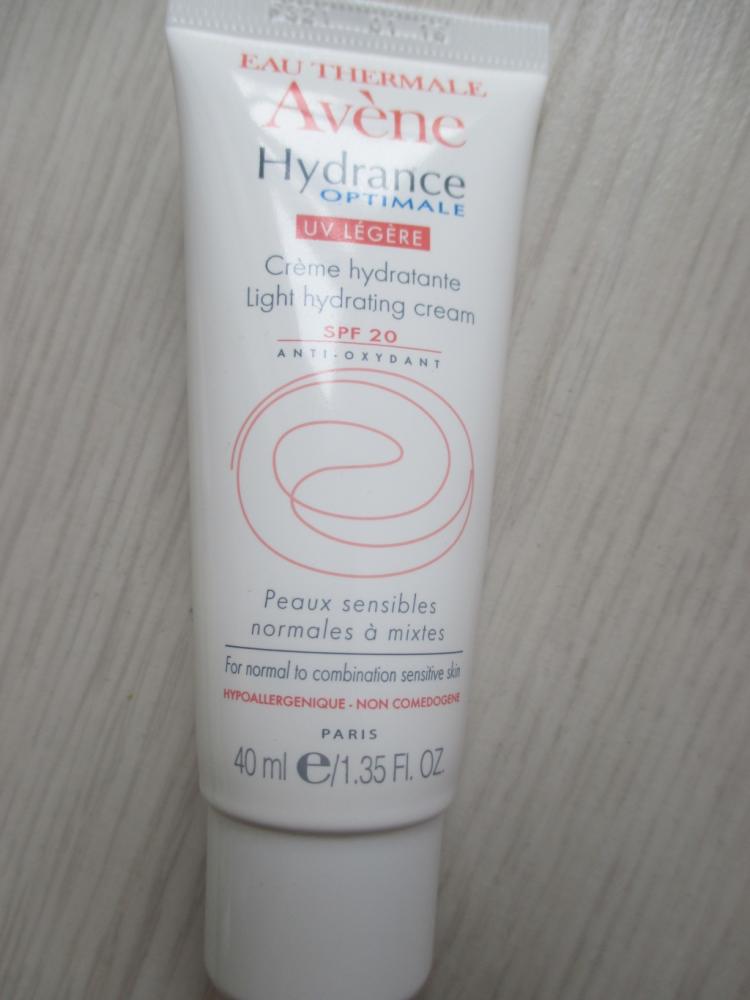 EAU THERMALE
Avène
Hydrance
OPTIMALE
UV LÉGÈRE
Crème hydratante
Light hydrating cream
SPF 20
ANTI-OXYDANT
Peaux sensibles
normales à mixtes
For normal to combination sensitive skin
HYPOALLERGENIQUE - NON COMEDOGENE
PARIS
40 ml e/1.35 Fl. OZ.